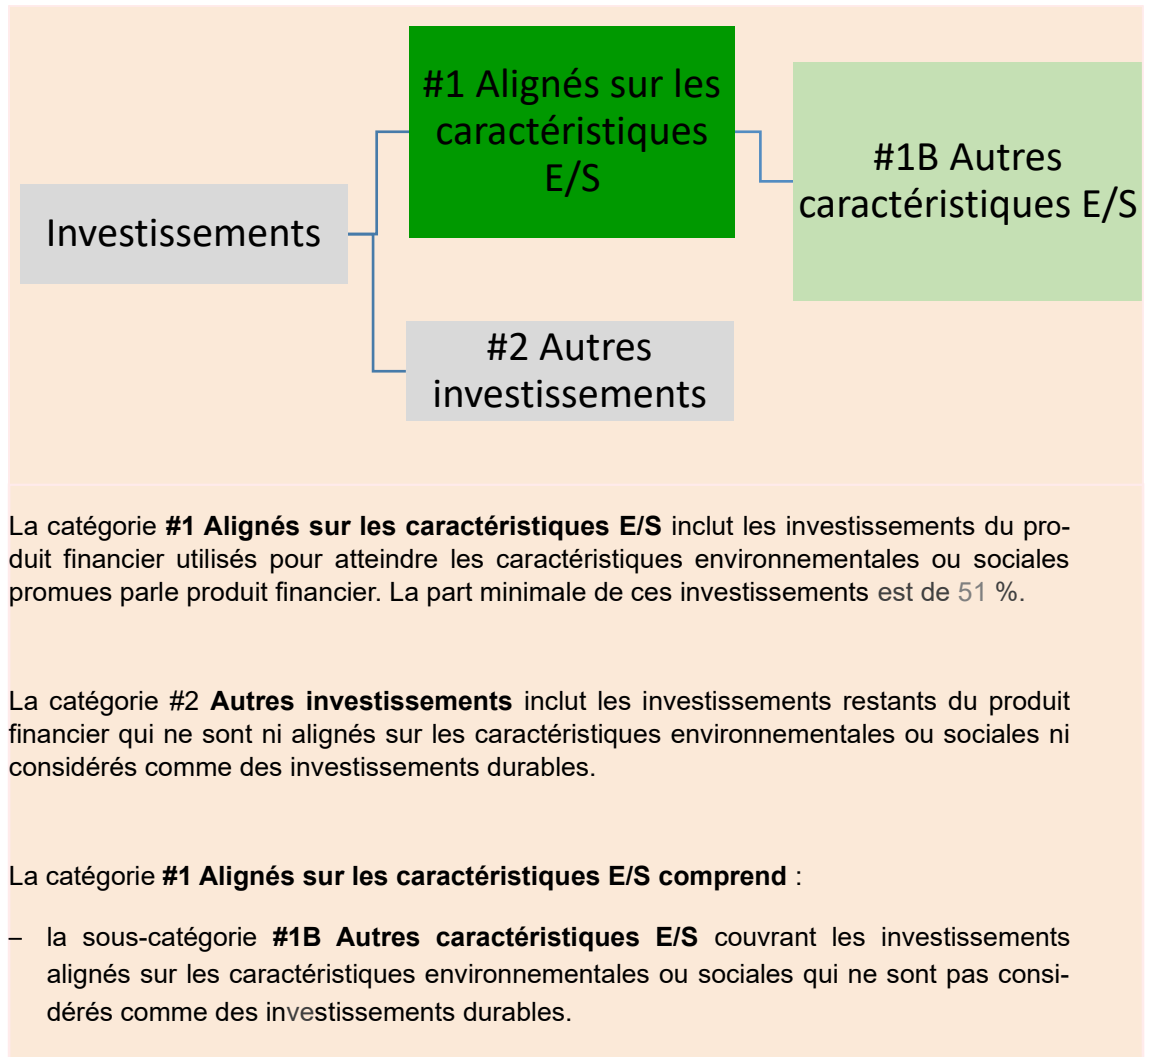 #1 Alignés sur les
caractéristiques
E/S
#1B Autres
caractéristiques E/S
Investissements
#2 Autres
investissements
La catégorie #1 Alignés sur les caractéristiques E/S inclut les investissements du pro-
duit financier utilisés pour atteindre les caractéristiques environnementales ou sociales
promues parle produit financier. La part minimale de ces investissements est de 51 %.
La catégorie #2 Autres investissements inclut les investissements restants du produit
financier qui ne sont ni alignés sur les caractéristiques environnementales ou sociales ni
considérés comme des investissements durables.
La catégorie #1 Alignés sur les caractéristiques E/S comprend :
– la sous-catégorie #1B Autres caractéristiques E/S couvrant les investissements
alignés sur les caractéristiques environnementales ou sociales qui ne sont pas consi-
dérés comme des investissements durables.